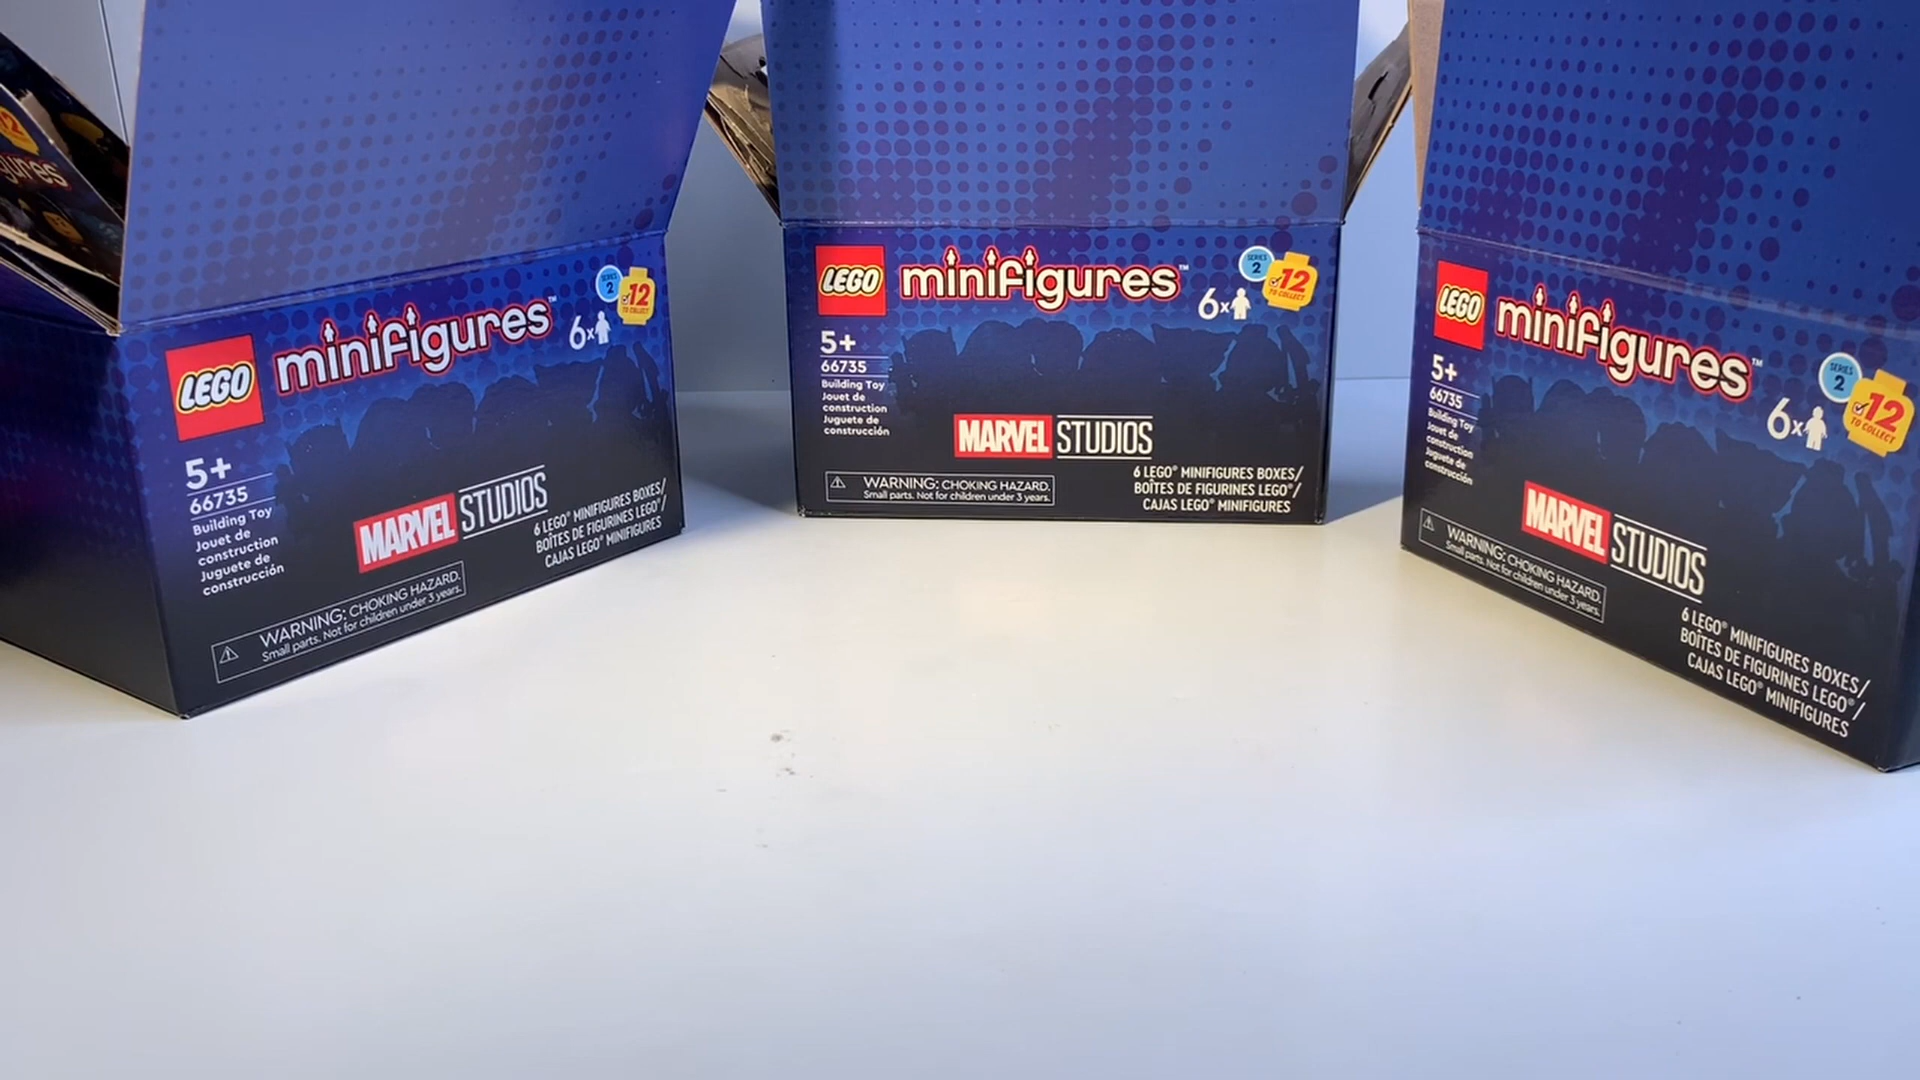 12
gures
LEGO
minifigures™
6x
SERIES
2
12
TO COLLECT
5+
66735
Building Toy
Jouet de
construction
Juguete de
construcción
MARVEL STUDIOS
WARNING: CHOKING HAZARD.
Small parts. Not for children under 3 years.
6 LEGO® MINIFIGURES BOXES/
BOÎTES DE FIGURINES LEGO®/
CAJAS LEGO® MINIFIGURES
LEGO
minifigures™
6x
SERIES
2
12
TO COLLECT
5+
66735
Building Toy
Jouet de
construction
Juguete de
construcción
MARVEL STUDIOS
WARNING: CHOKING HAZARD.
Small parts. Not for children under 3 years.
6 LEGO® MINIFIGURES BOXES/
BOÎTES DE FIGURINES LEGO®/
CAJAS LEGO® MINIFIGURES
LEGO
minifigures™
6x
SERIES
2
12
TO COLLECT
5+
66735
Building Toy
Jouet de
construction
Juguete de
construcción
MARVEL STUDIOS
WARNING: CHOKING HAZARD.
Small parts. Not for children under 3 years.
6 LEGO® MINIFIGURES BOXES/
BOÎTES DE FIGURINES LEGO®/
CAJAS LEGO® MINIFIGURES